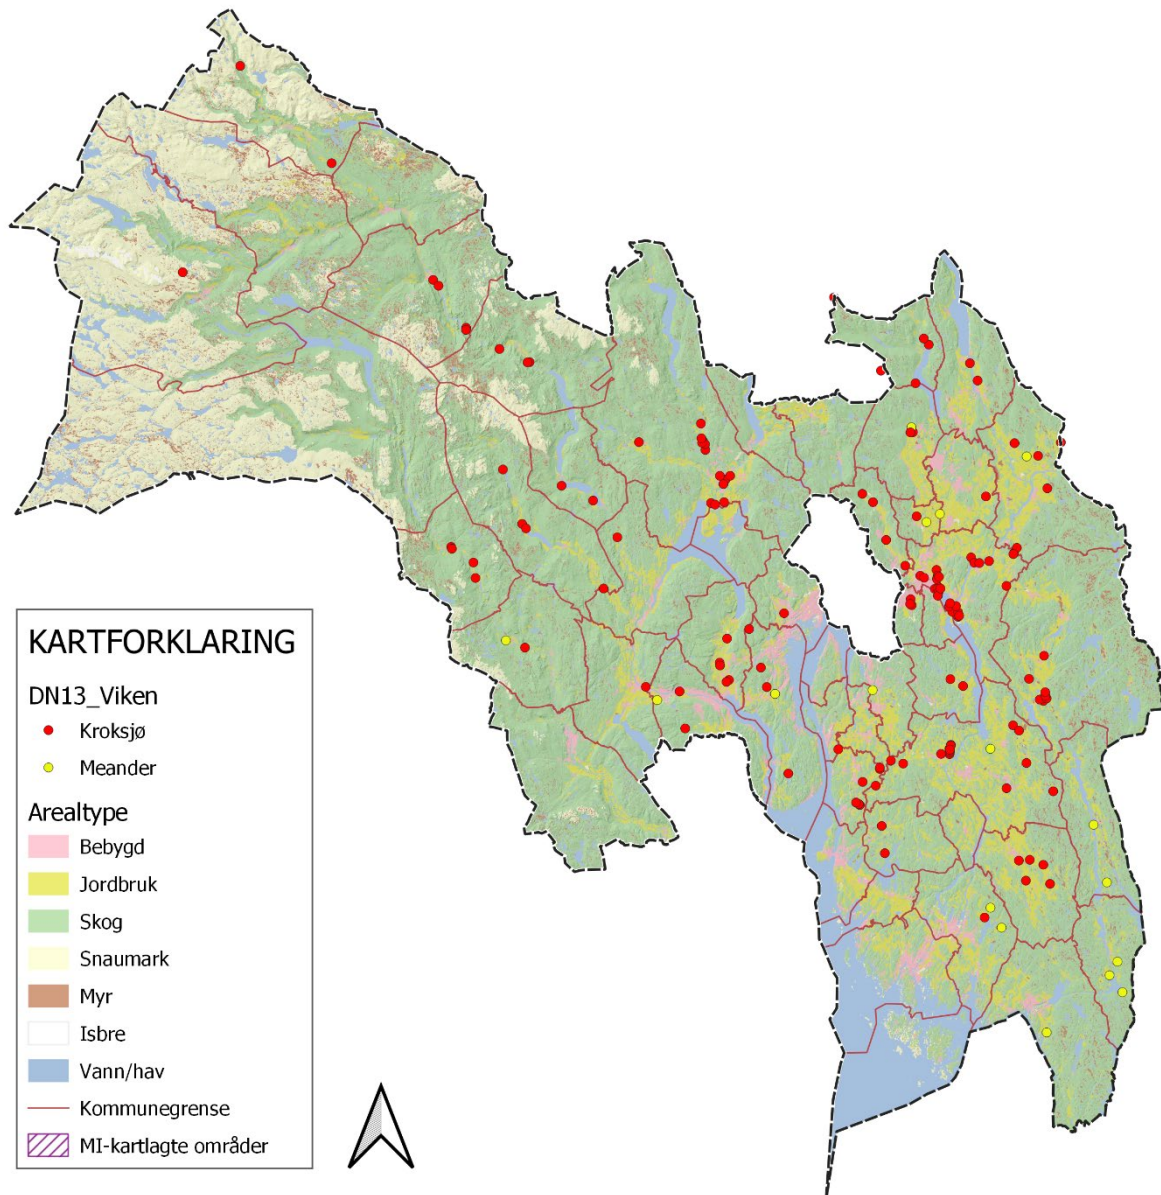 KARTFORKLARING
DN13_Viken
Kroksjø
Meander
Arealtype
Bebygd
Jordbruk
Skog
Snaumark
Myr
Isbre
Vann/hav
Kommunegrense
MI-kartlagte områder